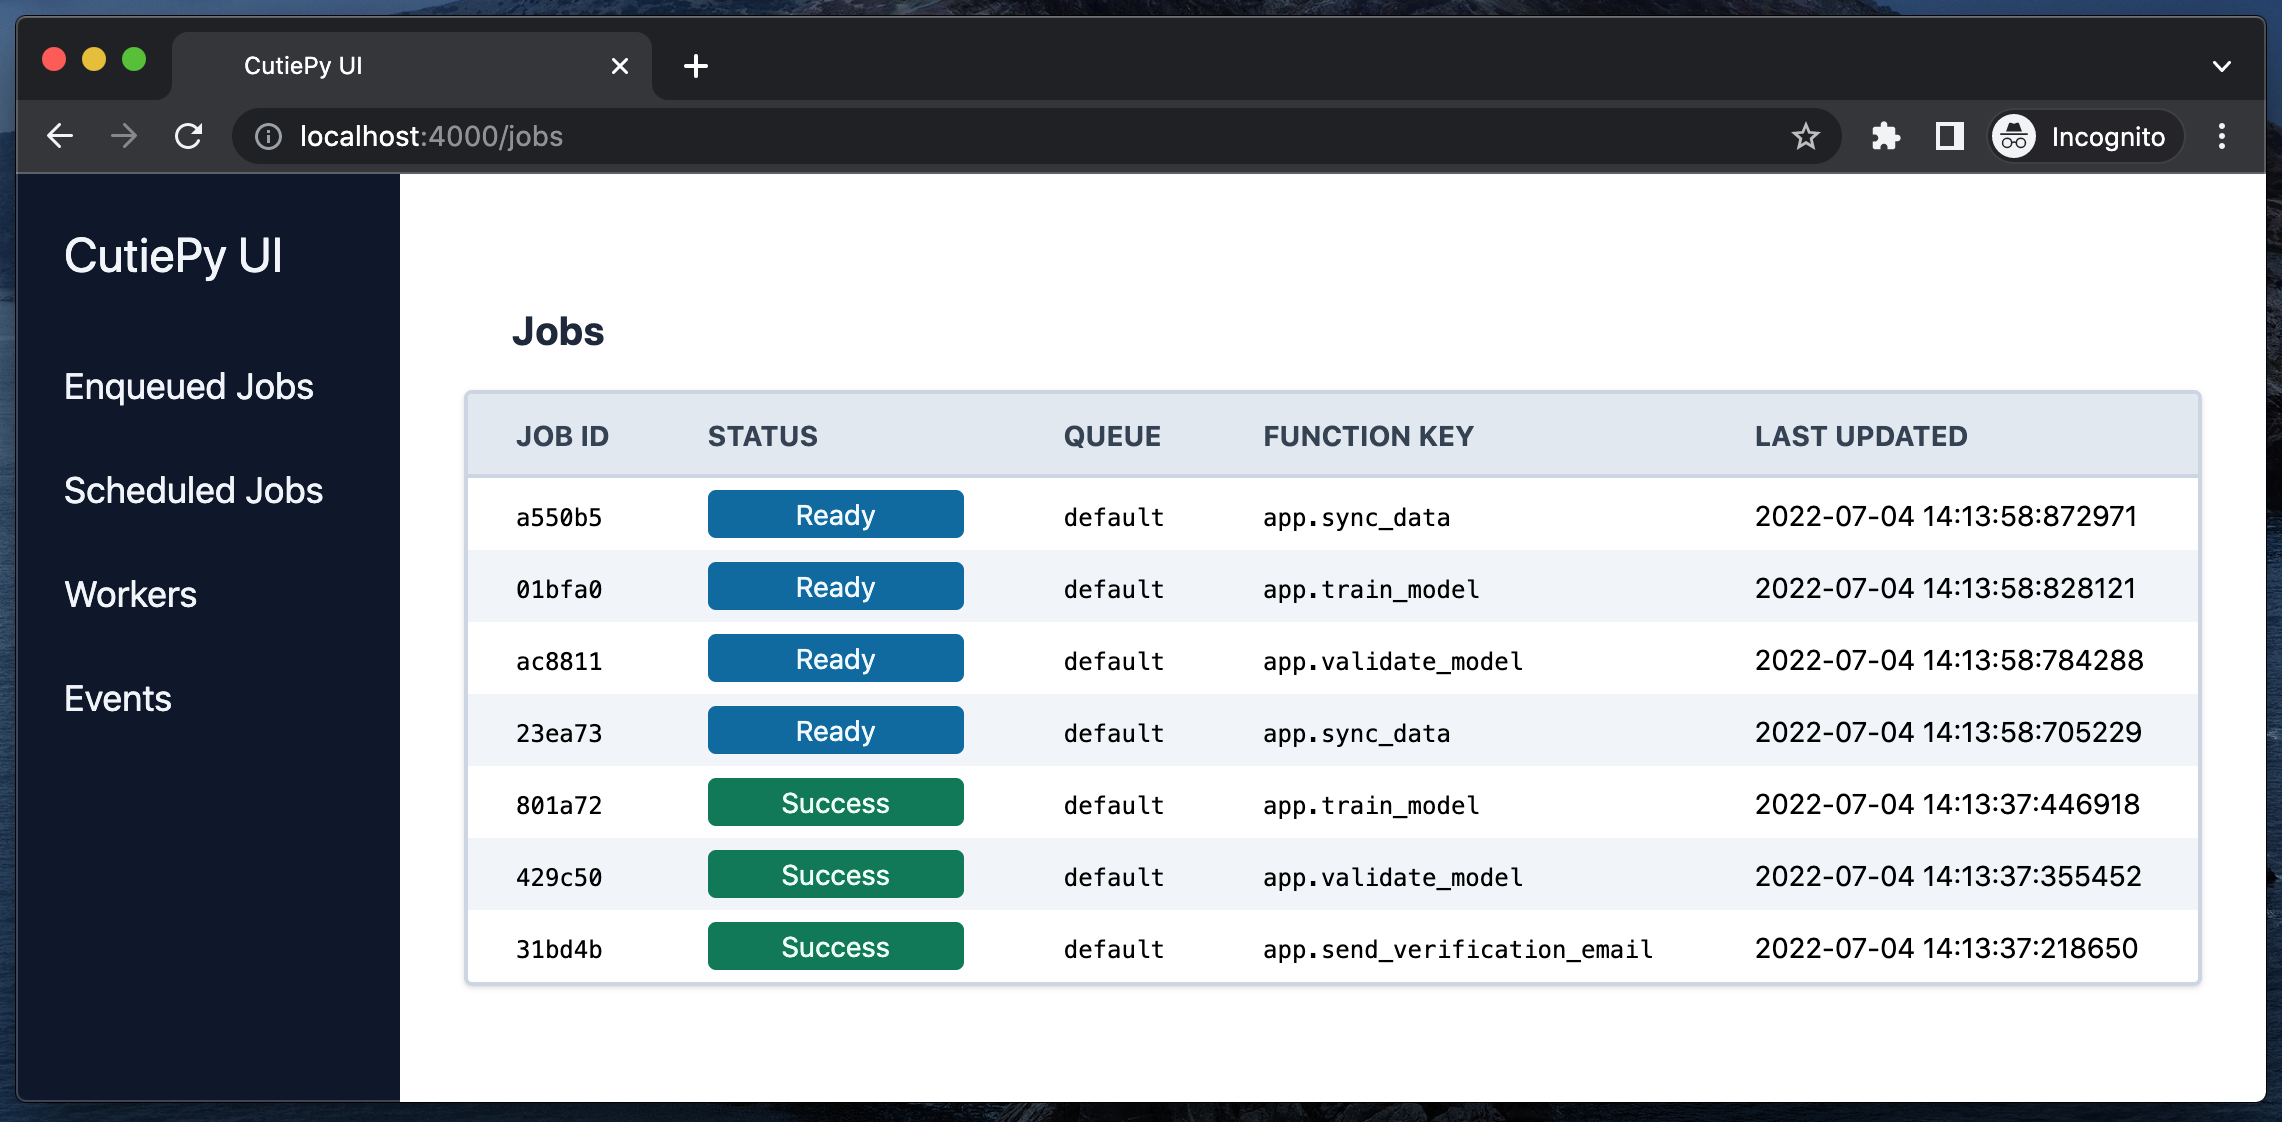 CutiePy UI
localhost:4000/jobs
Incognito
CutiePy UI
Enqueued Jobs
Scheduled Jobs
Workers
Events
Jobs
JOB ID STATUS QUEUE FUNCTION KEY LAST UPDATED
a550b5 Ready default app.sync_data 2022-07-04 14:13:58:872971
01bfa0 Ready default app.train_model 2022-07-04 14:13:58:828121
ac8811 Ready default app.validate_model 2022-07-04 14:13:58:784288
23ea73 Ready default app.sync_data 2022-07-04 14:13:58:705229
801a72 Success default app.train_model 2022-07-04 14:13:37:446918
429c50 Success default app.validate_model 2022-07-04 14:13:37:355452
31bd4b Success default app.send_verification_email 2022-07-04 14:13:37:218650